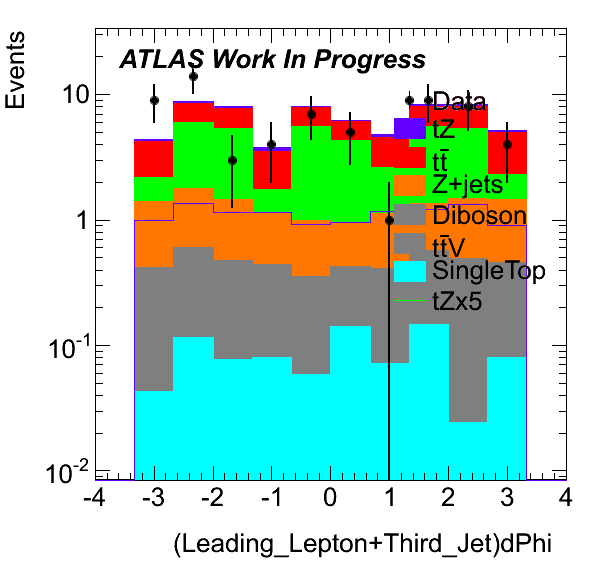 Events
ATLAS Work In Progress
10
1
10-1
10-2
Data
tZ
tt̄
Z+jets
Diboson
tt̄V
SingleTop
tZx5
-4 -3 -2 -1 0 1 2 3 4
(Leading_Lepton+Third_Jet)dPhi